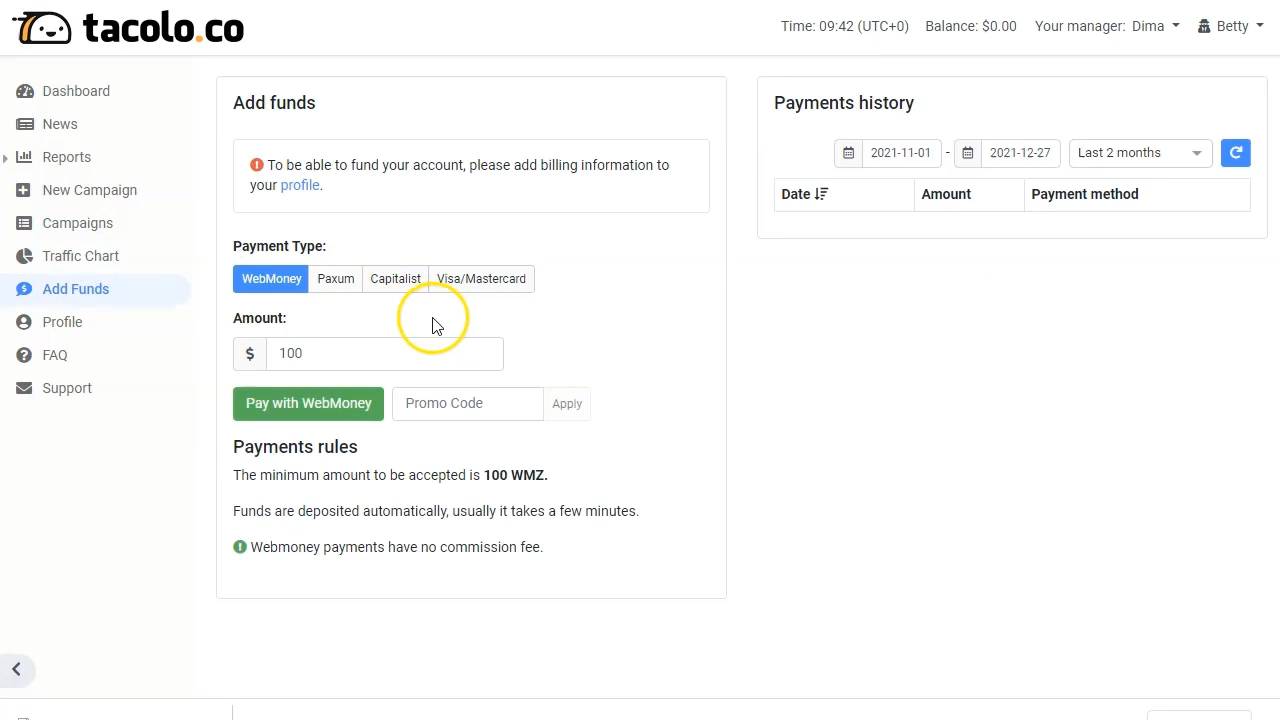 tacolo.co
Time: 09:42 (UTC+0) Balance: $0.00 Your manager: Dima Betty
Dashboard
News
Reports
New Campaign
Campaigns
Traffic Chart
Add Funds
Profile
FAQ
Support
Add funds
To be able to fund your account, please add billing information to
your profile.
Payment Type:
WebMoney Paxum Capitalist Visa/Mastercard
Amount:
$ 100
Pay with WebMoney Promo Code Apply
Payments rules
The minimum amount to be accepted is 100 WMZ.
Funds are deposited automatically, usually it takes a few minutes.
Webmoney payments have no commission fee.
Payments history
2021-11-01 - 2021-12-27 Last 2 months
Date Amount Payment method